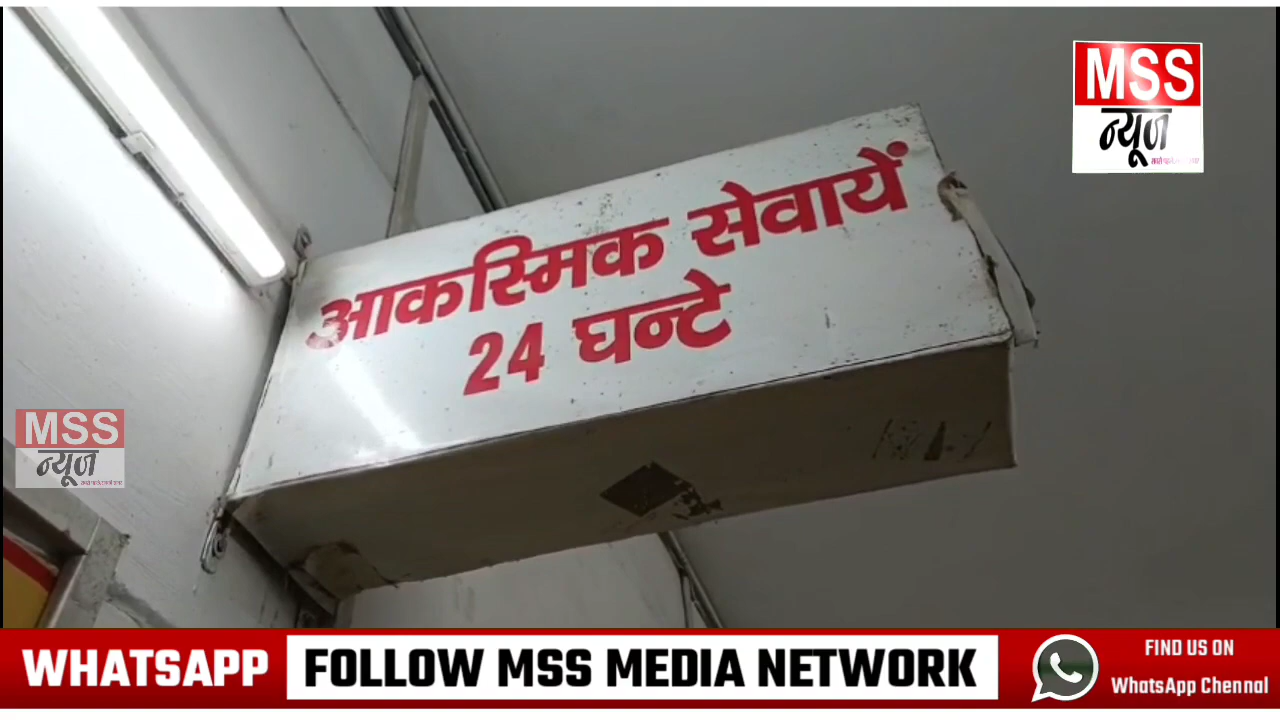 MSS
न्यूज
आकस्मिक सेवायें
24 घन्टे
MSS
न्यूज
WHATSAPP
FOLLOW MSS MEDIA NETWORK
FIND US ON
WhatsApp Chennal